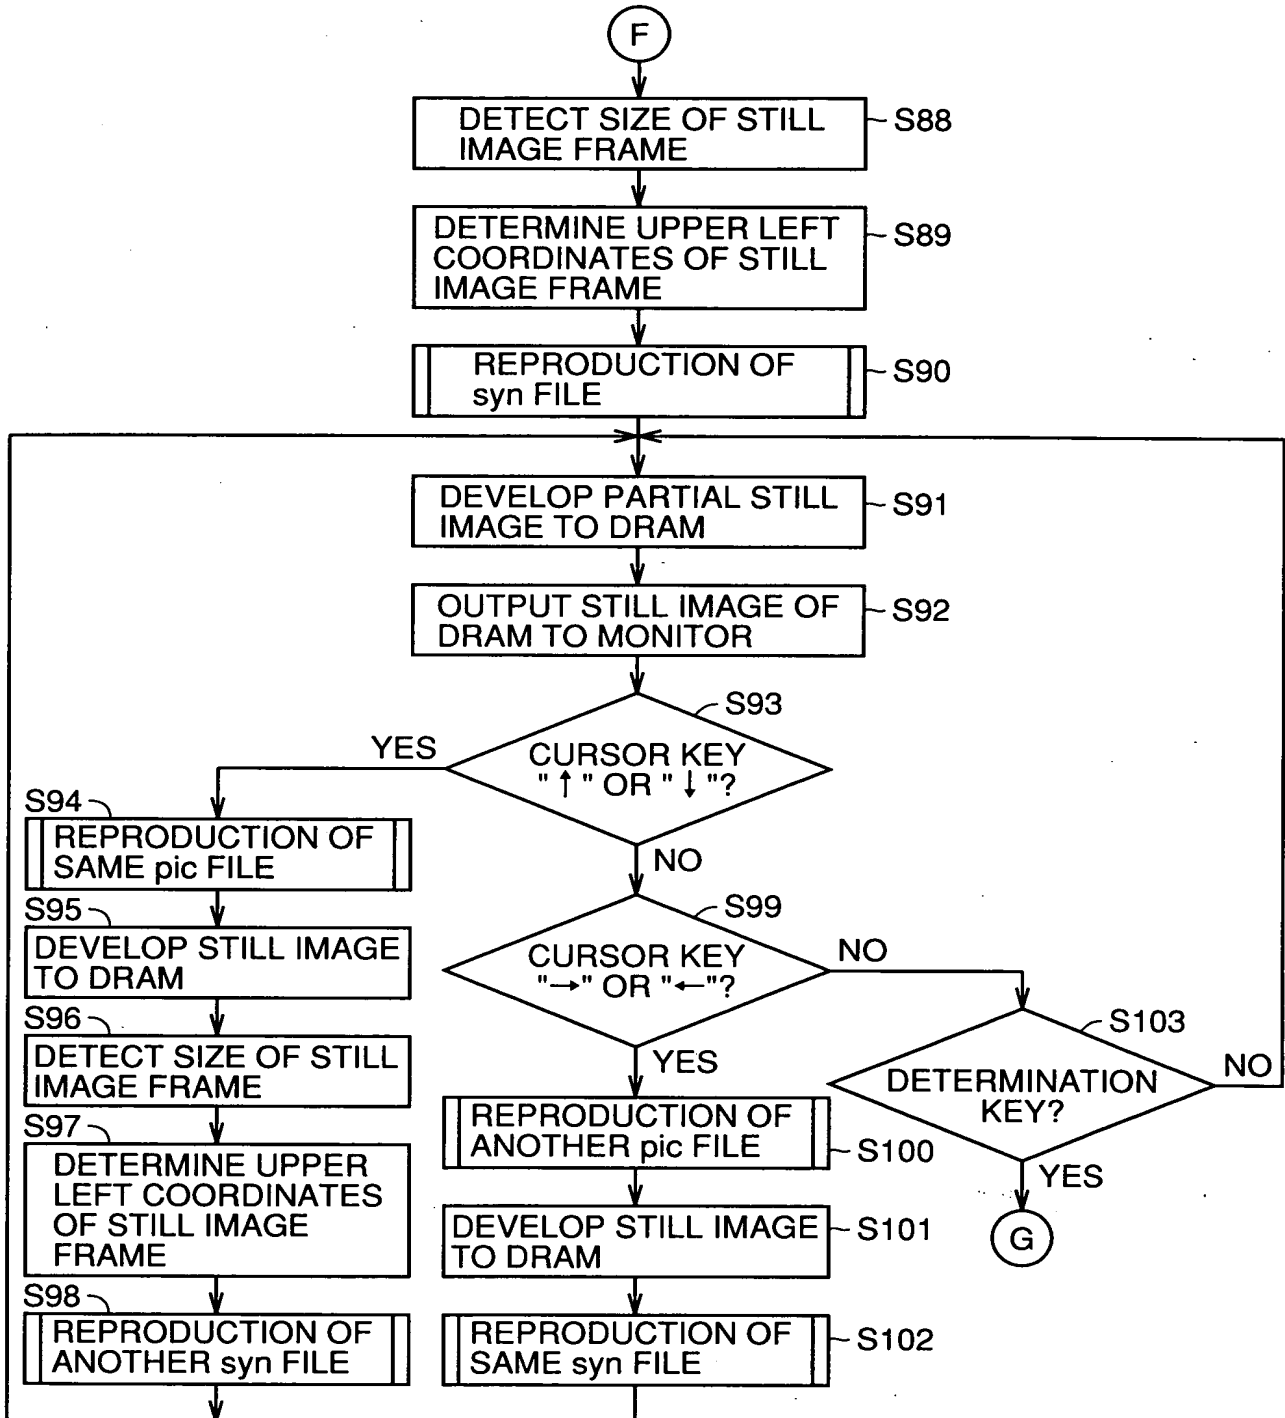 F
DETECT SIZE OF STILL
IMAGE FRAME
S88
DETERMINE UPPER LEFT
COORDINATES OF STILL
IMAGE FRAME
S89
REPRODUCTION OF
syn FILE
S90
DEVELOP PARTIAL STILL
IMAGE TO DRAM
S91
OUTPUT STILL IMAGE OF
DRAM TO MONITOR
S92
S93
CURSOR KEY
"↑" OR "↓"?
YES
NO
S94
REPRODUCTION OF
SAME pic FILE
S95
DEVELOP STILL IMAGE
TO DRAM
S96
DETECT SIZE OF STILL
IMAGE FRAME
S97
DETERMINE UPPER
LEFT COORDINATES
OF STILL IMAGE
FRAME
S98
REPRODUCTION OF
ANOTHER syn FILE
S99
CURSOR KEY
"→" OR "←"?
NO
YES
REPRODUCTION OF
ANOTHER pic FILE
S100
DEVELOP STILL IMAGE
TO DRAM
S101
REPRODUCTION OF
SAME syn FILE
S102
S103
DETERMINATION
KEY?
NO
YES
G